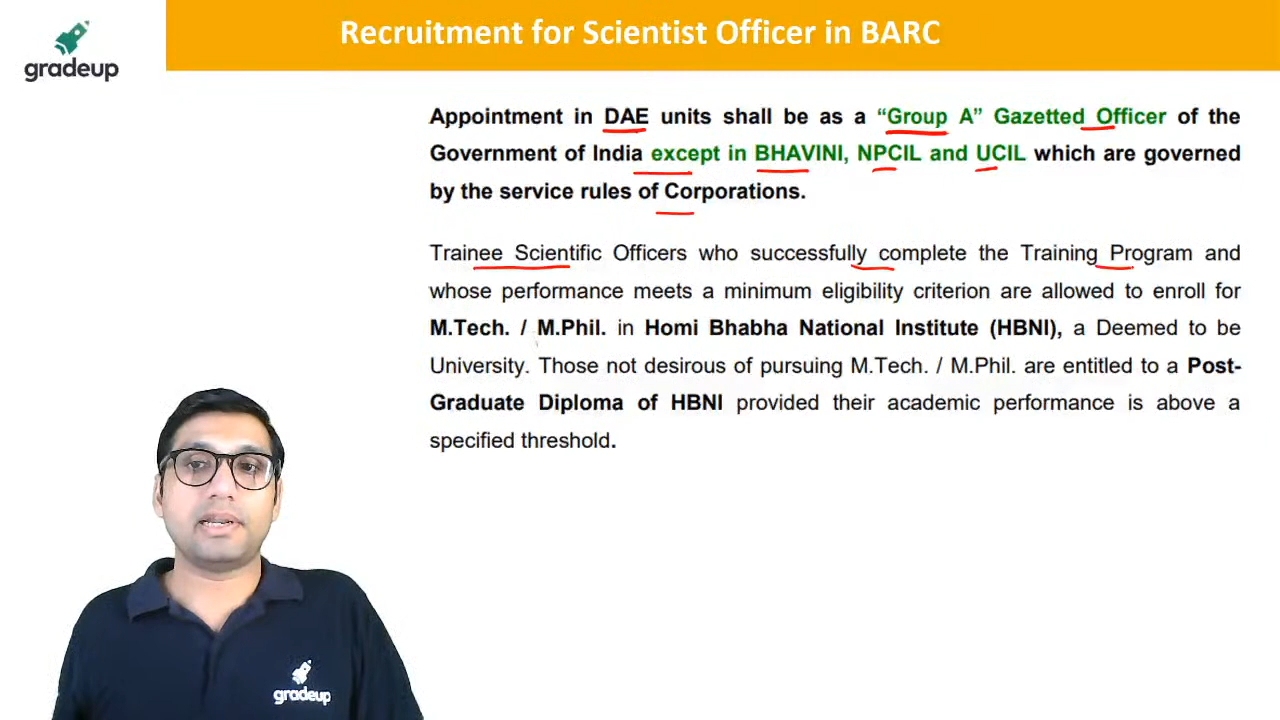 Recruitment for Scientist Officer in BARC
gradeup
Appointment in DAE units shall be as a “Group A” Gazetted Officer of the
Government of India except in BHAVINI, NPCIL and UCIL which are governed
by the service rules of Corporations.
Trainee Scientific Officers who successfully complete the Training Program and
whose performance meets a minimum eligibility criterion are allowed to enroll for
M.Tech. / M.Phil. in Homi Bhabha National Institute (HBNI), a Deemed to be
University. Those not desirous of pursuing M.Tech. / M.Phil. are entitled to a Post-
Graduate Diploma of HBNI provided their academic performance is above a
specified threshold.
gradeup